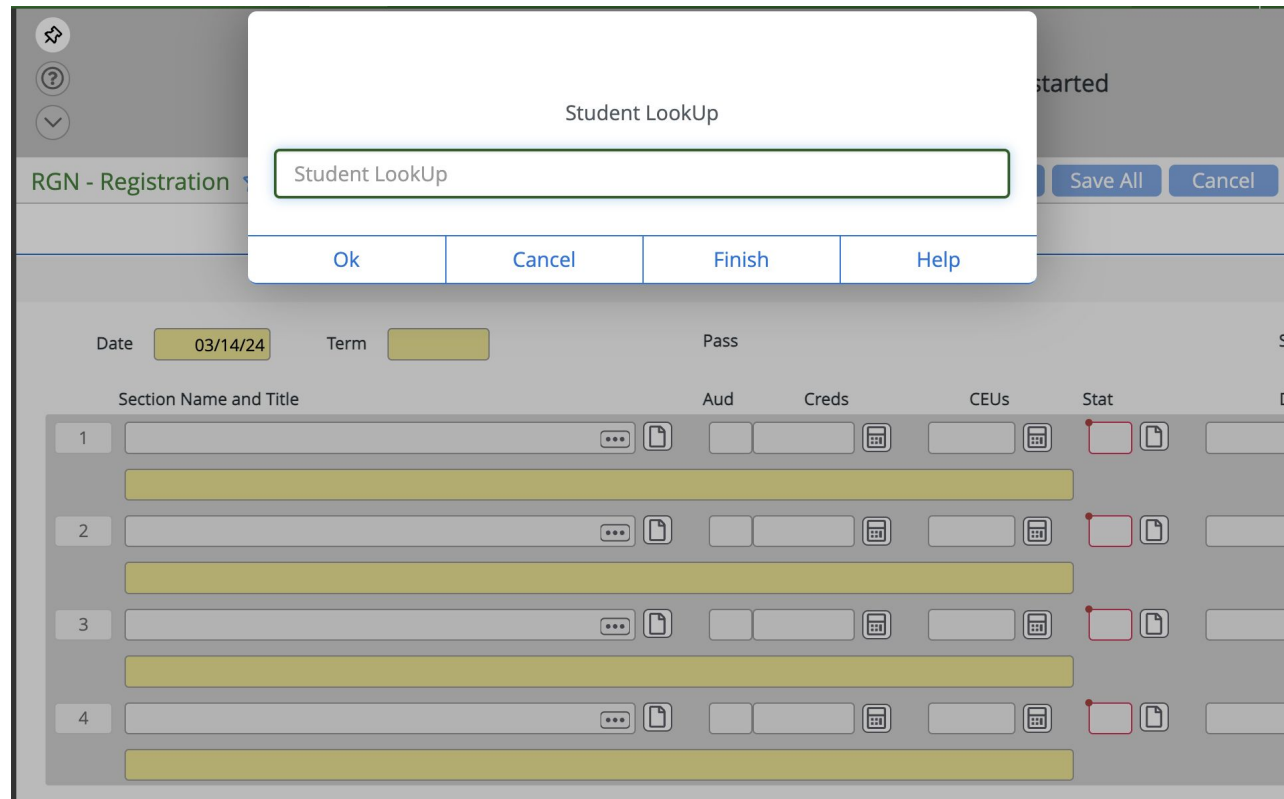 Student LookUp
started
Student LookUp
RGN - Registration
Save All
Cancel
Ok
Cancel
Finish
Help
Date 03/14/24 Term Pass
Section Name and Title Aud Creds CEUs Stat
1
2
3
4